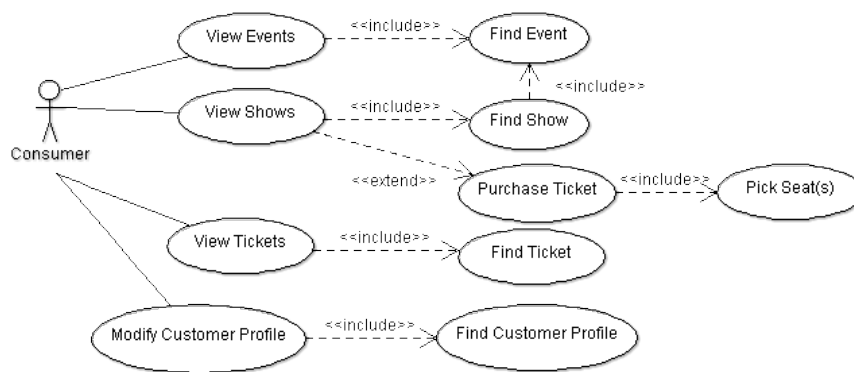 View Events
<<include>>
Find Event
<<include>>
Consumer
View Shows
<<include>>
Find Show
<<extend>>
Purchase Ticket
<<include>>
Pick Seat(s)
View Tickets
<<include>>
Find Ticket
Modify Customer Profile
<<include>>
Find Customer Profile